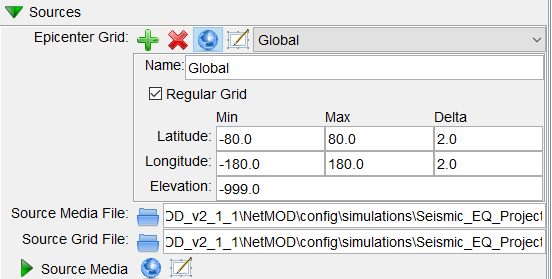 Sources
Epicenter Grid: Global
Name: Global
Regular Grid
Min Max Delta
Latitude: -80.0 80.0 2.0
Longitude: -180.0 180.0 2.0
Elevation: -999.0
Source Media File: OD_v2_1_1\NetMOD\config\simulations\Seismic_EQ_Project
Source Grid File: OD_v2_1_1\NetMOD\config\simulations\Seismic_EQ_Project
Source Media